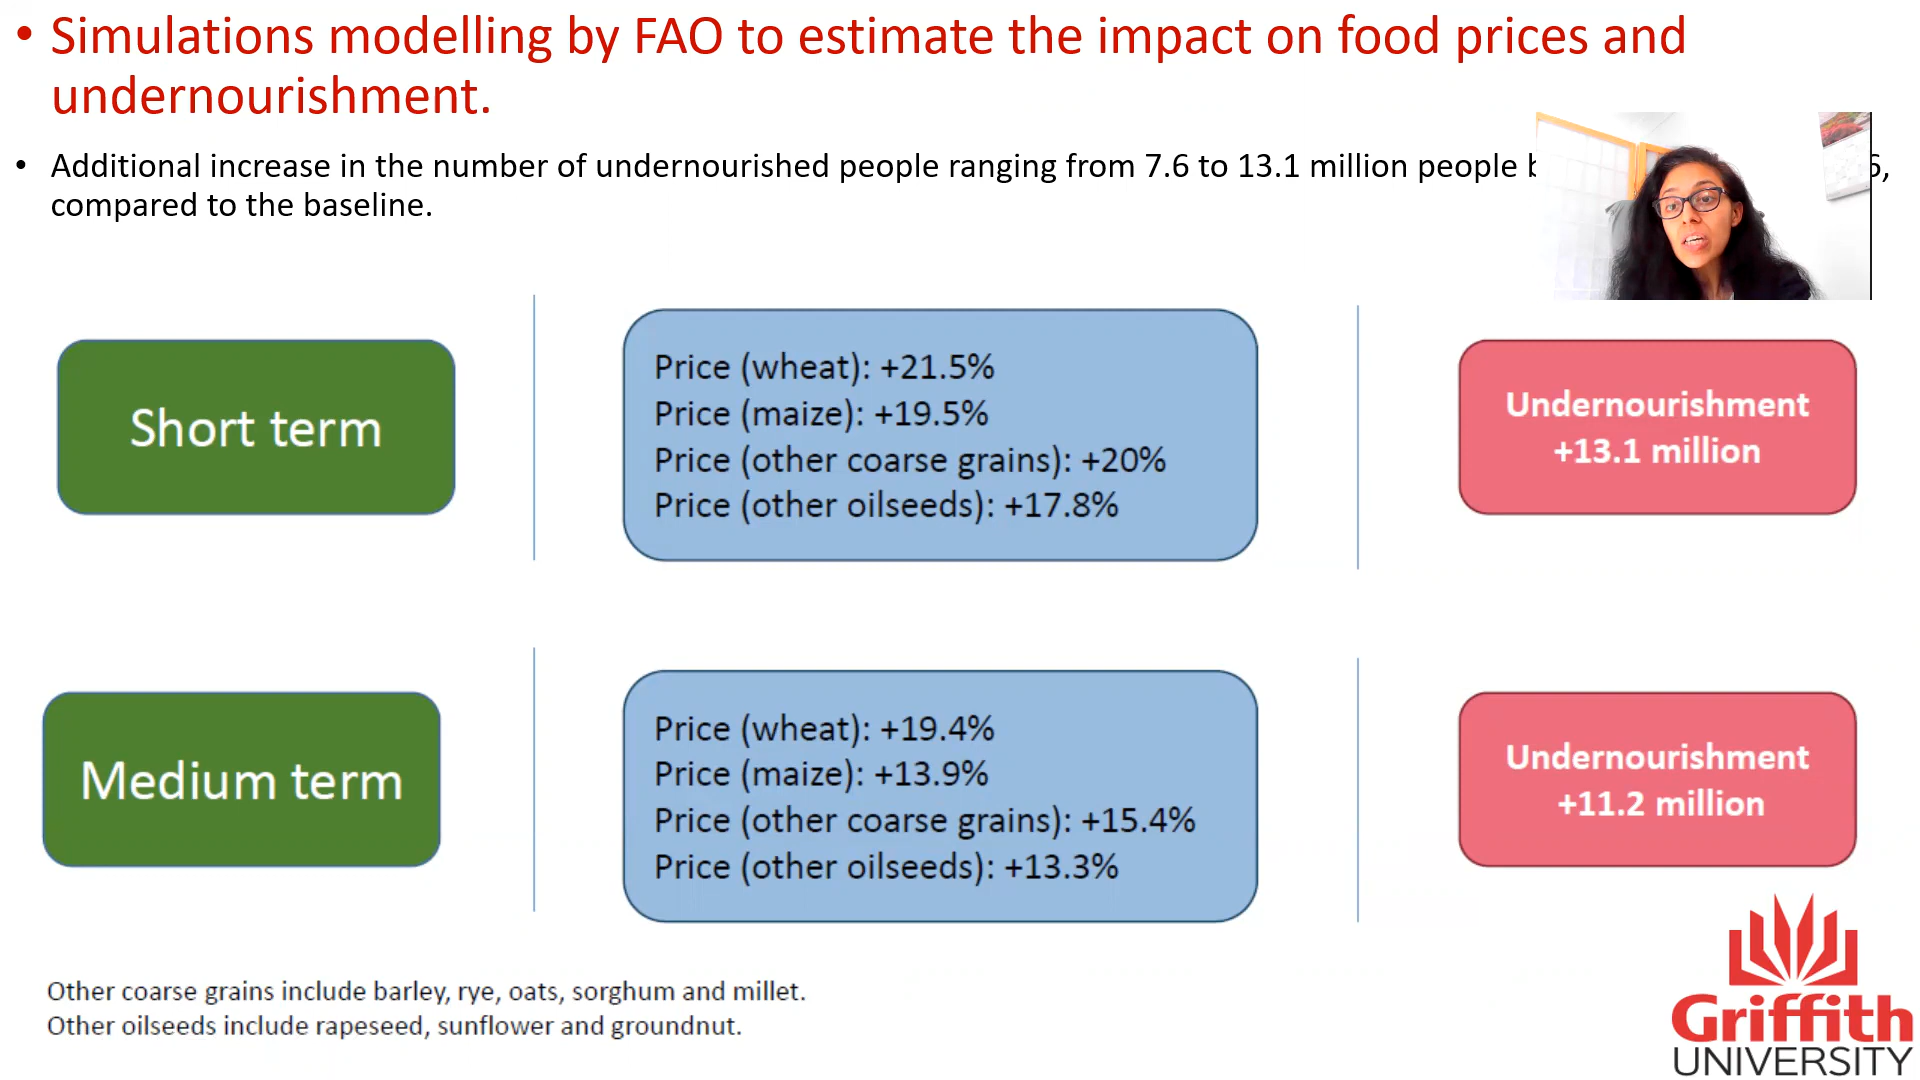 • Simulations modelling by FAO to estimate the impact on food prices and
undernourishment.
• Additional increase in the number of undernourished people ranging from 7.6 to 13.1 million people
compared to the baseline.
Short term
Price (wheat): +21.5%
Price (maize): +19.5%
Price (other coarse grains): +20%
Price (other oilseeds): +17.8%
Undernourishment
+13.1 million
Medium term
Price (wheat): +19.4%
Price (maize): +13.9%
Price (other coarse grains): +15.4%
Price (other oilseeds): +13.3%
Undernourishment
+11.2 million
Other coarse grains include barley, rye, oats, sorghum and millet.
Other oilseeds include rapeseed, sunflower and groundnut.
Griffith
UNIVERSITY